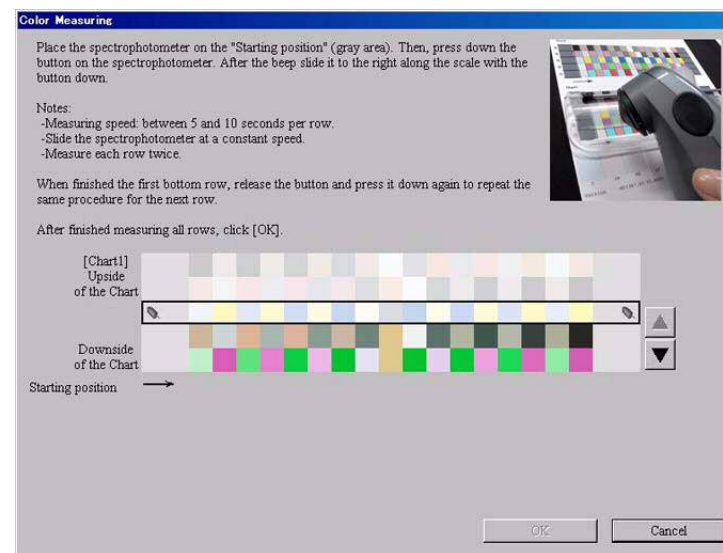 Color Measuring
Place the spectrophotometer on the "Starting position" (gray area). Then, press down the
button on the spectrophotometer. After the beep slide it to the right along the scale with the
button down.
Notes:
-Measuring speed: between 5 and 10 seconds per row.
-Slide the spectrophotometer at a constant speed.
-Measure each row twice.
When finished the first bottom row, release the button and press it down again to repeat the
same procedure for the next row.
After finished measuring all rows, click [OK].
[Chart1]
Upside
of the Chart
Downside
of the Chart
Starting position
OK
Cancel